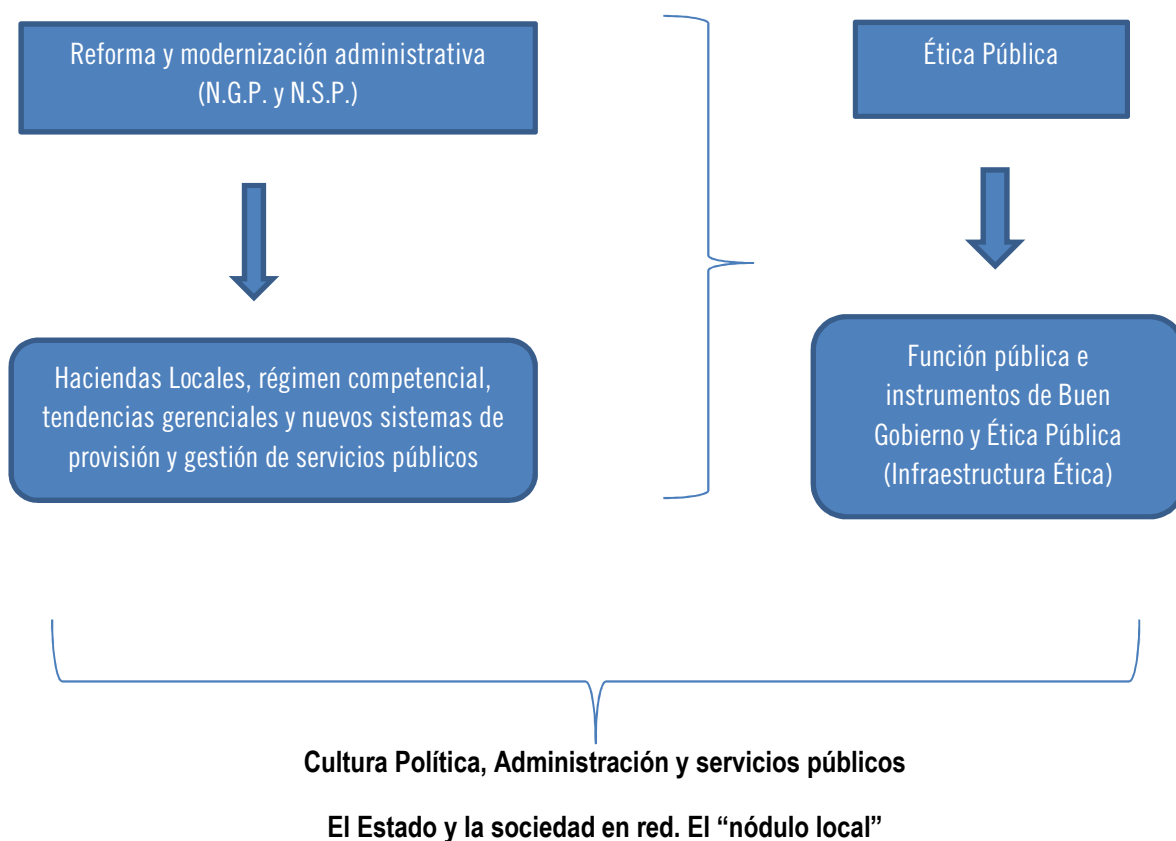 Reforma y modernización administrativa
(N.G.P. y N.S.P.)
Ética Pública
Haciendas Locales, régimen competencial,
tendencias gerenciales y nuevos sistemas de
provisión y gestión de servicios públicos
Función pública e
instrumentos de Buen
Gobierno y Ética Pública
(Infraestructura Ética)
Cultura Política, Administración y servicios públicos
El Estado y la sociedad en red. El “nódulo local”